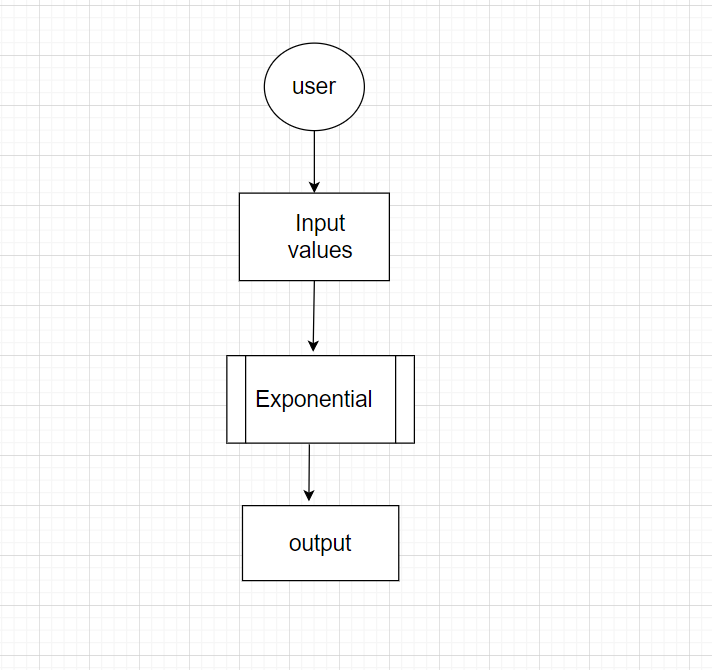 user
Input
values
Exponential
output